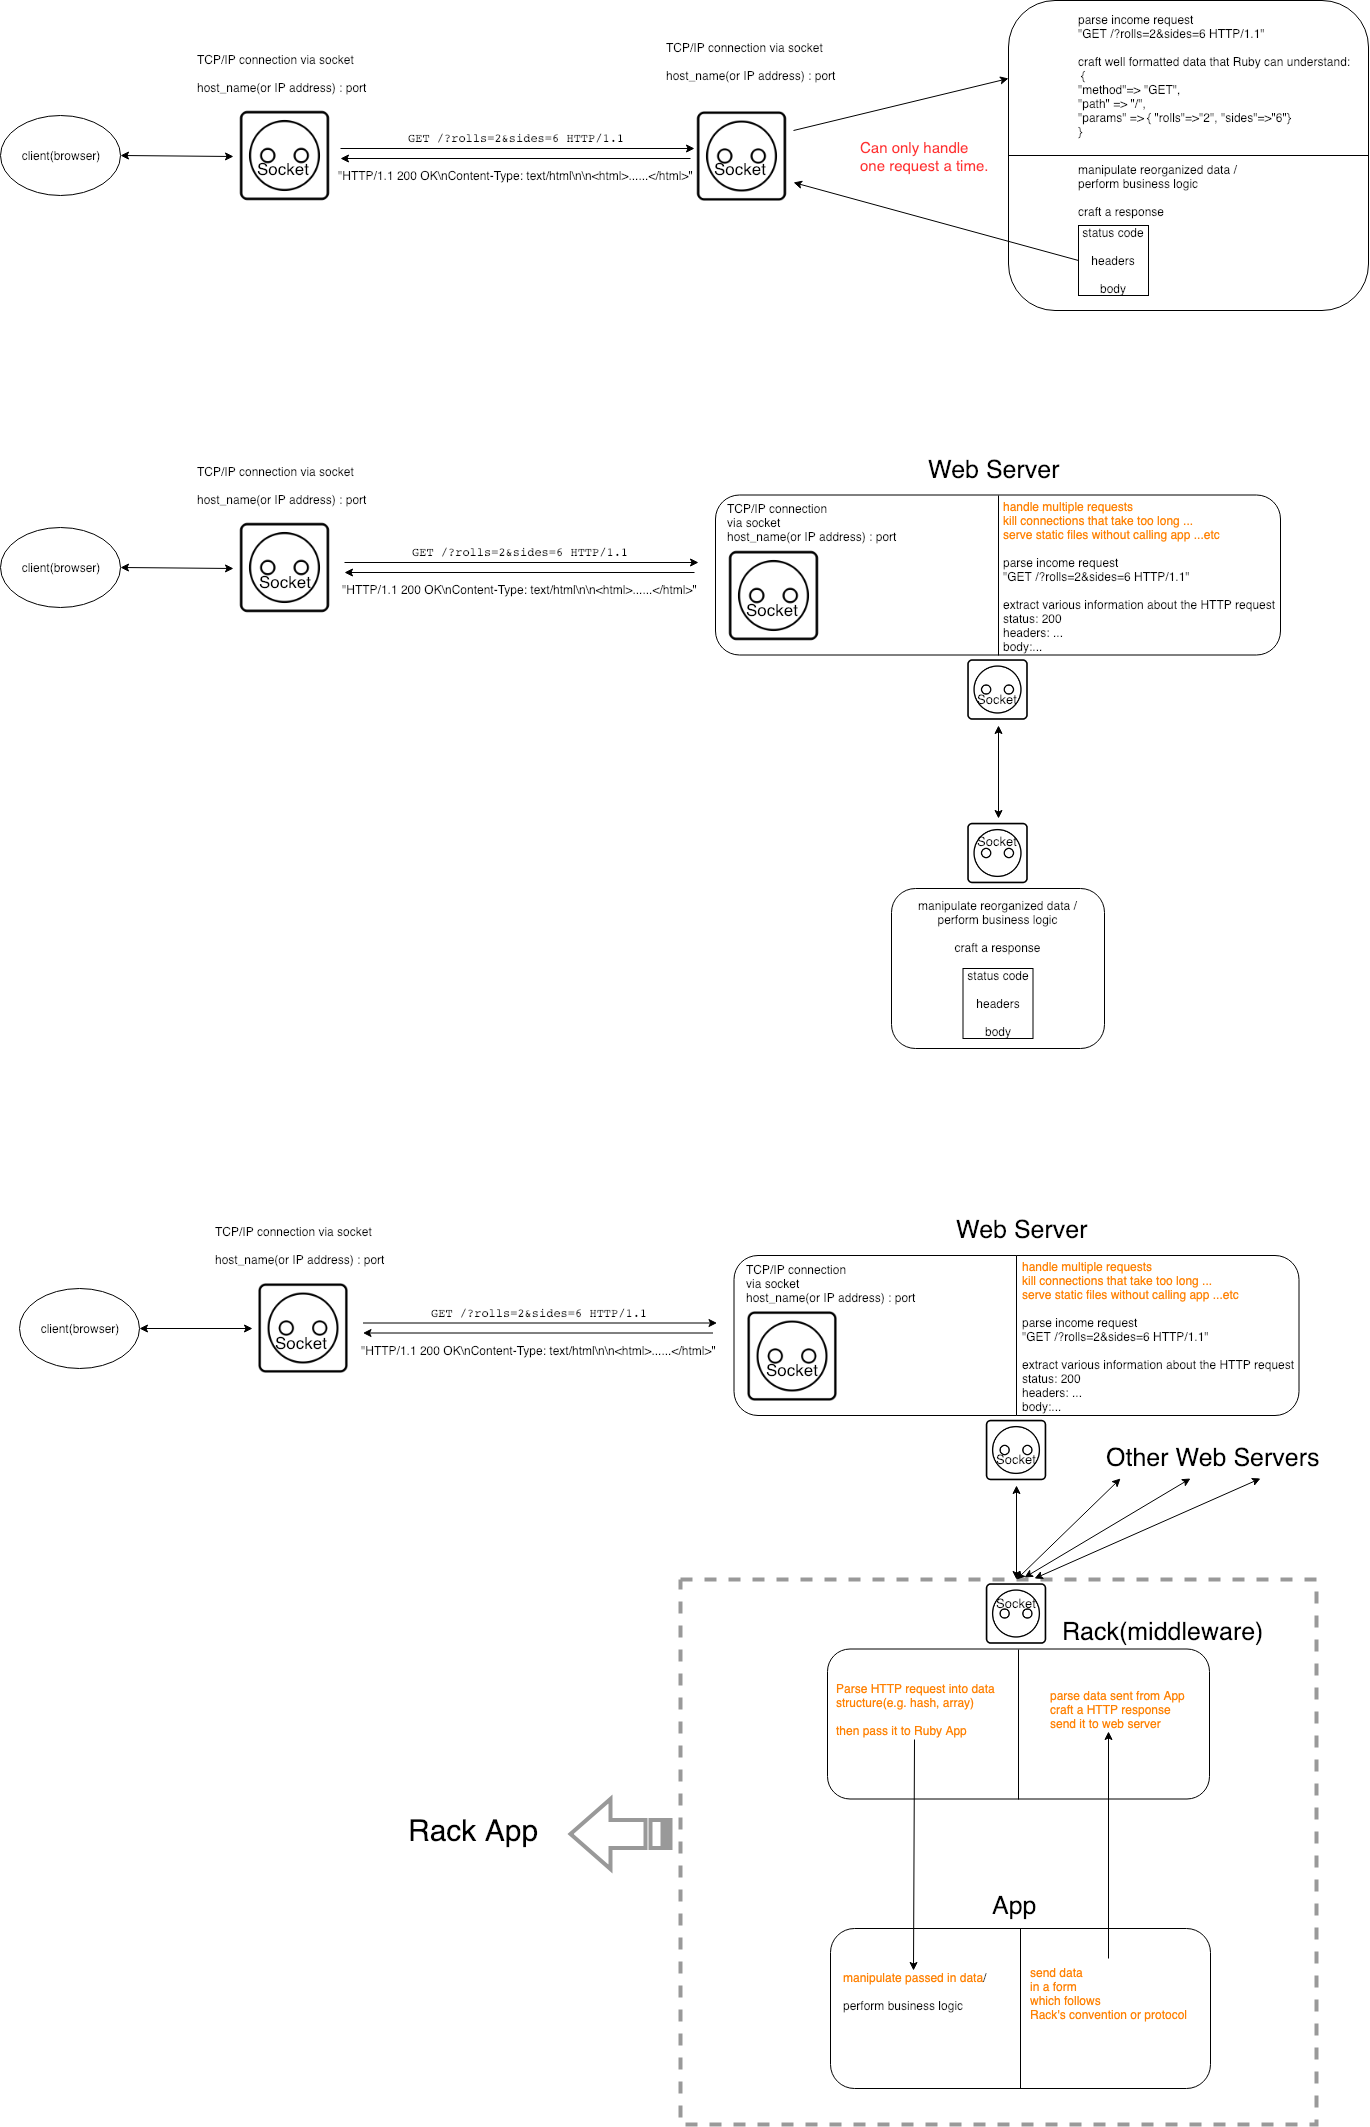 TCP/IP connection via socket
host_name(or IP address) : port
client(browser)
Socket
GET /?rolls=2&sides=6 HTTP/1.1
"HTTP/1.1 200 OK\nContent-Type: text/html\n\n<html>......</html>"
TCP/IP connection via socket
host_name(or IP address) : port
Socket
Can only handle
one request a time.
parse income request
"GET /?rolls=2&sides=6 HTTP/1.1"
craft well formatted data that Ruby can understand:
{
"method"=> "GET",
"path" => "/",
"params" => { "rolls"=>"2", "sides"=>"6"}
}
manipulate reorganized data /
perform business logic
craft a response
status code
headers
body
TCP/IP connection via socket
host_name(or IP address) : port
client(browser)
Socket
GET /?rolls=2&sides=6 HTTP/1.1
"HTTP/1.1 200 OK\nContent-Type: text/html\n\n<html>......</html>"
Web Server
TCP/IP connection
via socket
host_name(or IP address) : port
Socket
handle multiple requests
kill connections that take too long ...
serve static files without calling app ...etc
parse income request
"GET /?rolls=2&sides=6 HTTP/1.1"
extract various information about the HTTP request
status: 200
headers: ...
body:...
Socket
Socket
manipulate reorganized data /
perform business logic
craft a response
status code
headers
body
TCP/IP connection via socket
host_name(or IP address) : port
client(browser)
Socket
GET /?rolls=2&sides=6 HTTP/1.1
"HTTP/1.1 200 OK\nContent-Type: text/html\n\n<html>......</html>"
Web Server
TCP/IP connection
via socket
host_name(or IP address) : port
Socket
handle multiple requests
kill connections that take too long ...
serve static files without calling app ...etc
parse income request
"GET /?rolls=2&sides=6 HTTP/1.1"
extract various information about the HTTP request
status: 200
headers: ...
body:...
Socket
Other Web Servers
Socket
Rack(middleware)
Parse HTTP request into data
structure(e.g. hash, array)
then pass it to Ruby App
parse data sent from App
craft a HTTP response
send it to web server
Rack App
App
manipulate passed in data/
perform business logic
send data
in a form
which follows
Rack's convention or protocol